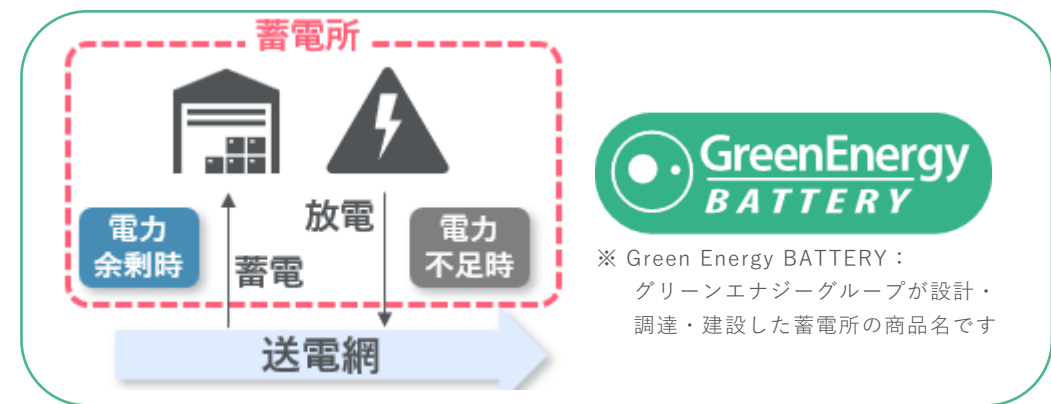 蓄電所
電力
余剰時
蓄電
放電
電力
不足時
送電網
GreenEnergy
BATTERY
※ Green Energy BATTERY：
グリーンエナジーグループが設計・
調達・建設した蓄電所の商品名です